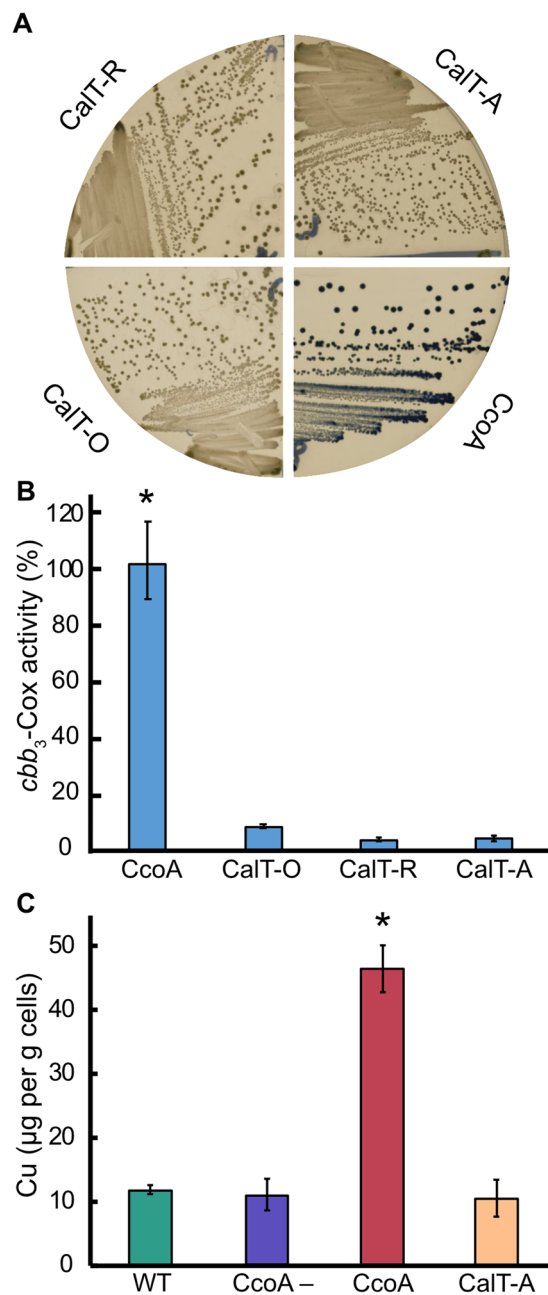 A
CalT-R
CalT-A
CalT-O
CcoA
B
*
cbb₃-Cox activity (%)
120
100
80
60
40
20
0
CcoA CalT-O CalT-R CalT-A
C
*
Cu (µg per g cells)
50
40
30
20
10
0
WT CcoA – CcoA CalT-A